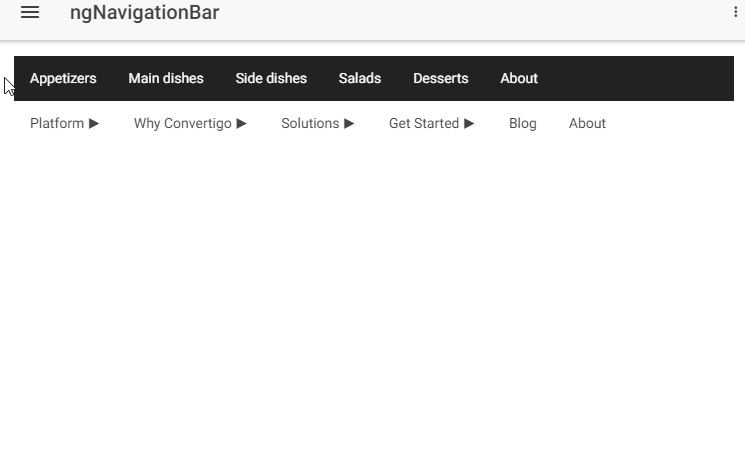 ngNavigationBar
Appetizers Main dishes Side dishes Salads Desserts About
Platform ▶ Why Convertigo ▶ Solutions ▶ Get Started ▶ Blog About